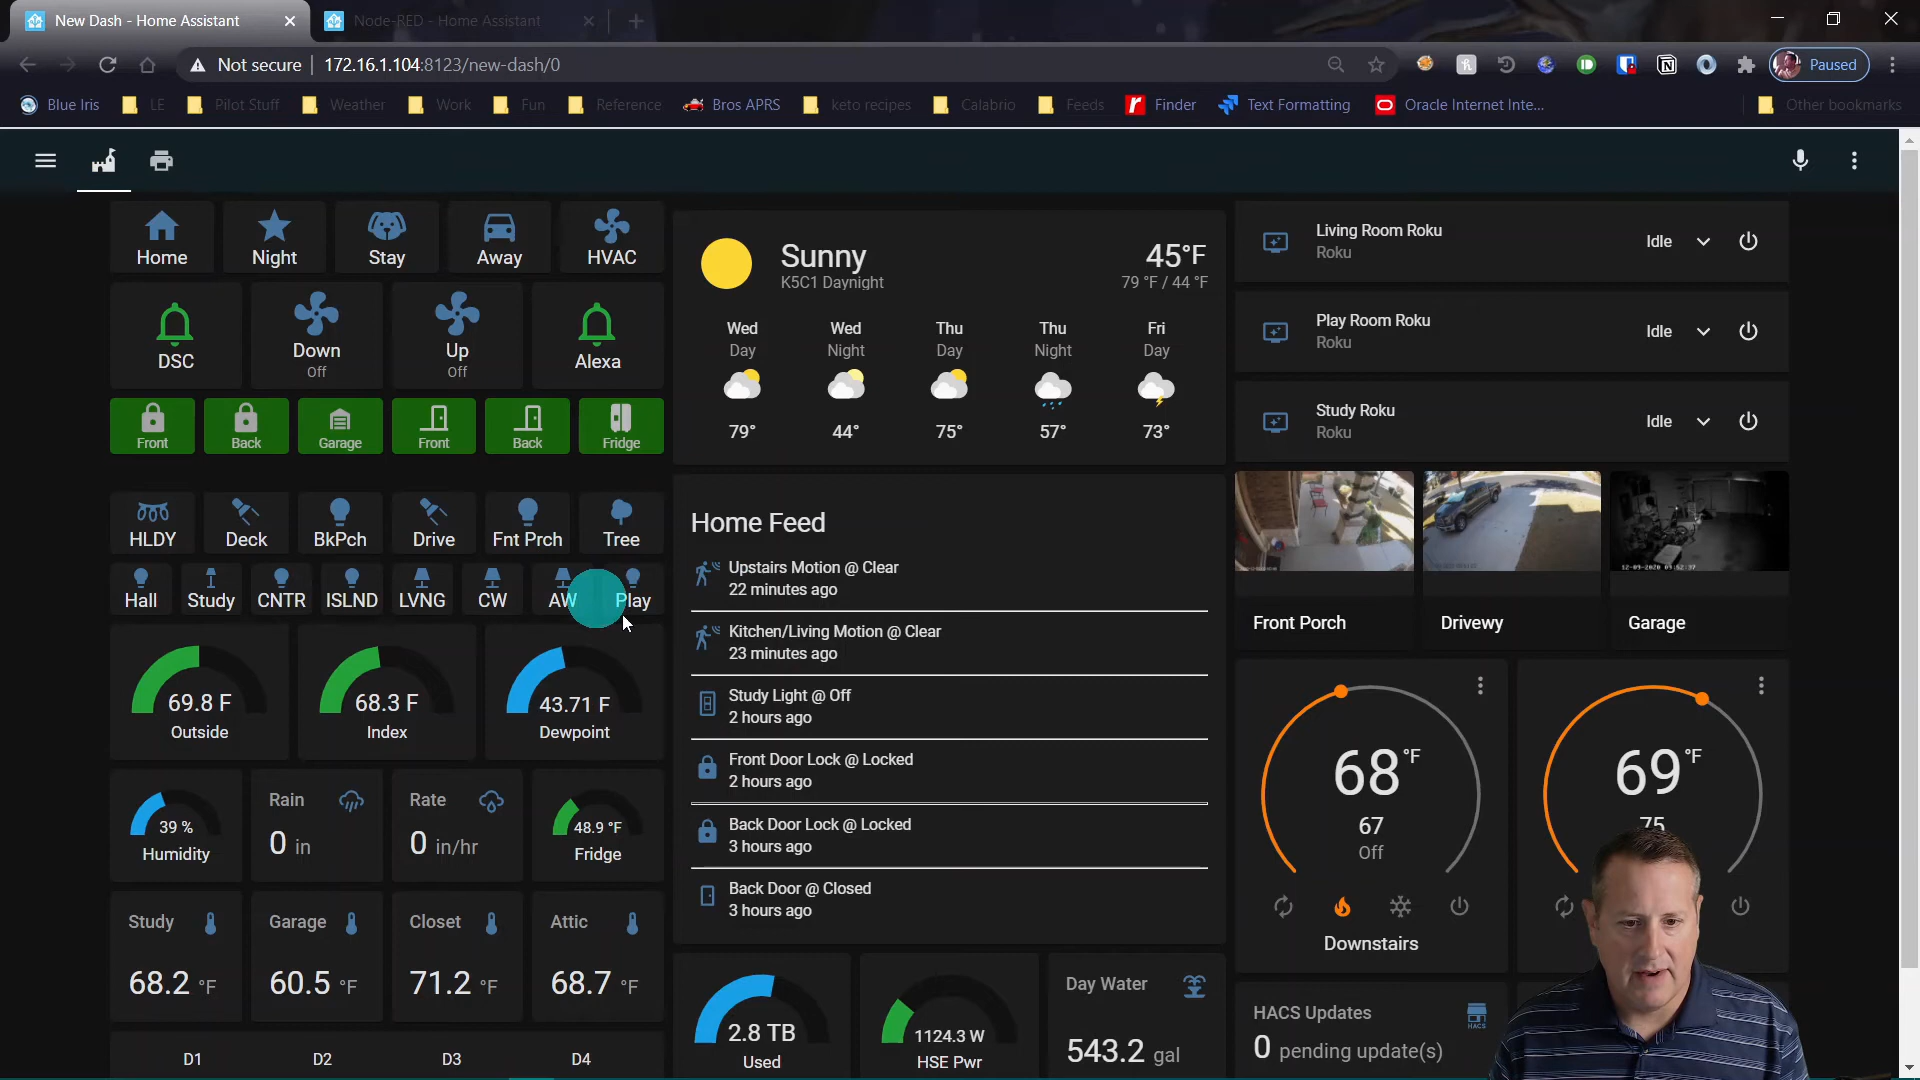 New Dash - Home Assistant
Node-RED - Home Assistant
Not secure
172.16.1.104:8123/new-dash/0
Paused
Blue Iris
LE
Pilot Stuff
Weather
Work
Fun
Reference
Bros APRS
keto recipes
Calabrio
Feeds
Finder
Text Formatting
Oracle Internet Inte...
Other bookmarks
Home
Night
Stay
Away
HVAC
DSC
Down
Off
Up
Off
Alexa
Front
Back
Garage
Front
Back
Fridge
HLDY
Deck
BkPch
Drive
Fnt Prch
Tree
Hall
Study
CNTR
ISLND
LVNG
CW
AW
Play
69.8 F
Outside
68.3 F
Index
43.71 F
Dewpoint
39 %
Humidity
Rain
0 in
Rate
0 in/hr
48.9 °F
Fridge
Study
68.2 °F
Garage
60.5 °F
Closet
71.2 °F
Attic
68.7 °F
D1
D2
D3
D4
Sunny
K5C1 Daynight
45°F
79 °F / 44 °F
Wed
Day
79°
Wed
Night
44°
Thu
Day
75°
Thu
Night
57°
Fri
Day
73°
Home Feed
Upstairs Motion @ Clear
22 minutes ago
Kitchen/Living Motion @ Clear
23 minutes ago
Study Light @ Off
2 hours ago
Front Door Lock @ Locked
2 hours ago
Back Door Lock @ Locked
3 hours ago
Back Door @ Closed
3 hours ago
2.8 TB
Used
1124.3 W
HSE Pwr
Day Water
543.2 gal
Living Room Roku
Roku
Idle
Play Room Roku
Roku
Idle
Study Roku
Roku
Idle
12-09-2020 09:52:37
Front Porch
Drivewy
Garage
68 °F
67
Off
Downstairs
69 °F
75
HACS Updates
HACS
0 pending update(s)